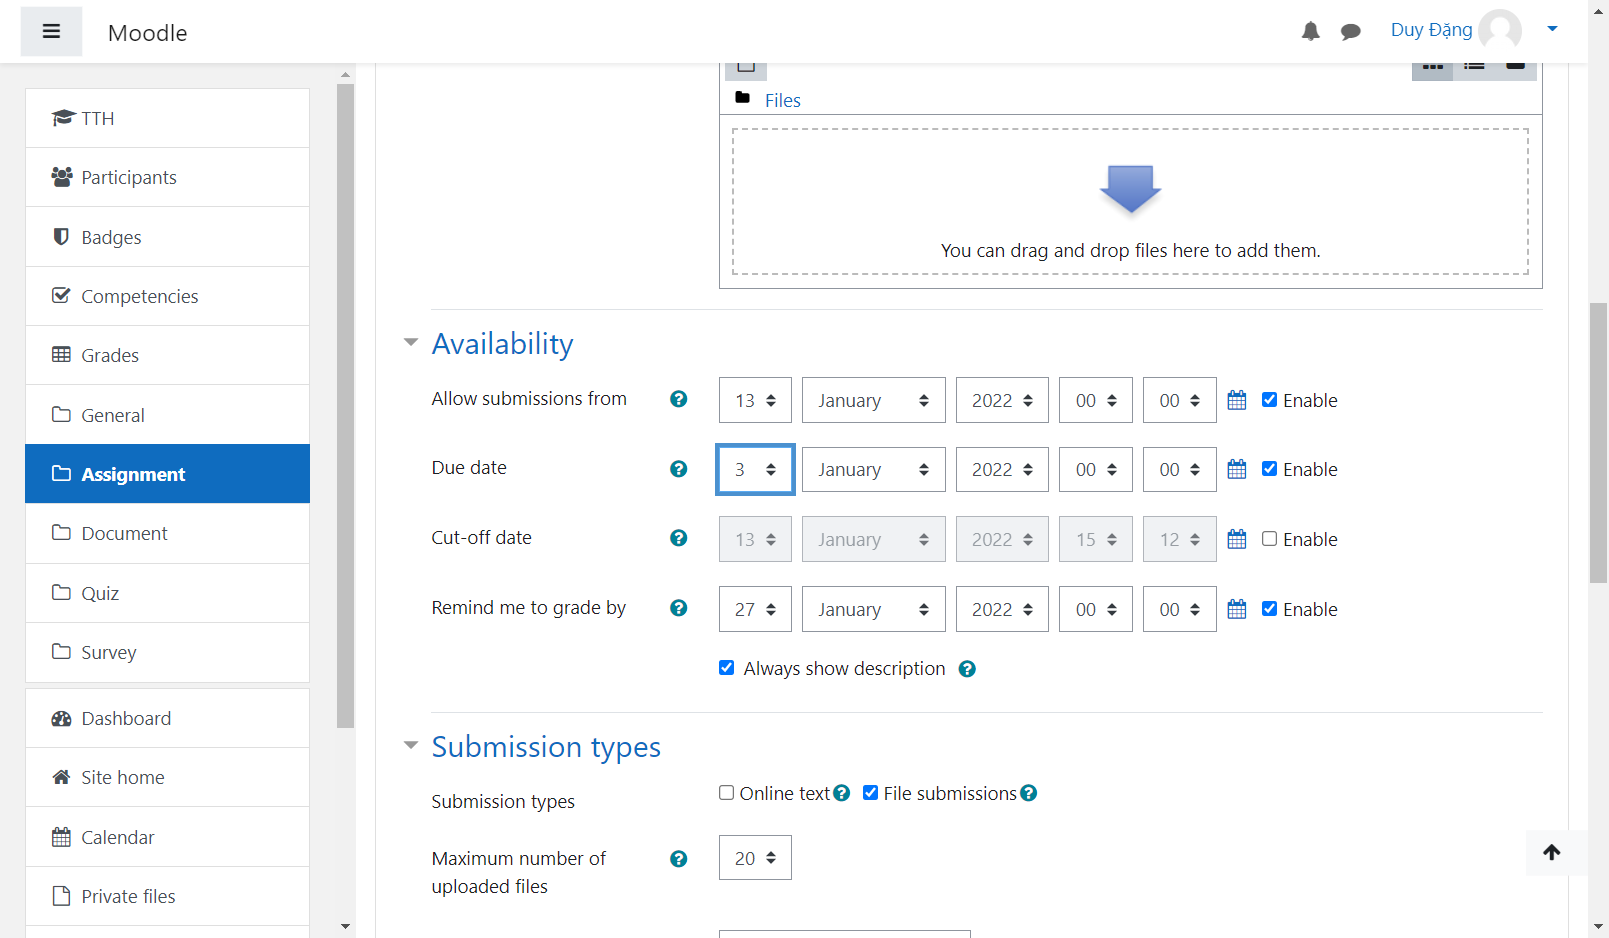 Moodle
Duy Đặng
TTH
Participants
Badges
Competencies
Grades
General
Assignment
Document
Quiz
Survey
Dashboard
Site home
Calendar
Private files
Files
You can drag and drop files here to add them.
Availability
Allow submissions from 13 January 2022 00 00 Enable
Due date 3 January 2022 00 00 Enable
Cut-off date 13 January 2022 15 12 Enable
Remind me to grade by 27 January 2022 00 00 Enable
Always show description
Submission types
Submission types Online text File submissions
Maximum number of
uploaded files
20